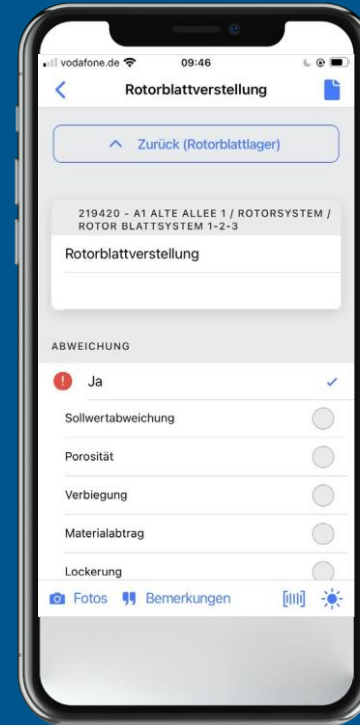 vodafone.de
09:46
Rotorblattverstellung
Zurück (Rotorblattlager)
219420 - A1 ALTE ALLEE 1 / ROTORSYSTEM /
ROTOR BLATTSYSTEM 1-2-3
Rotorblattverstellung
ABWEICHUNG
Ja
Sollwertabweichung
Porosität
Verbiegung
Materialabtrag
Lockerung
Fotos Bemerkungen